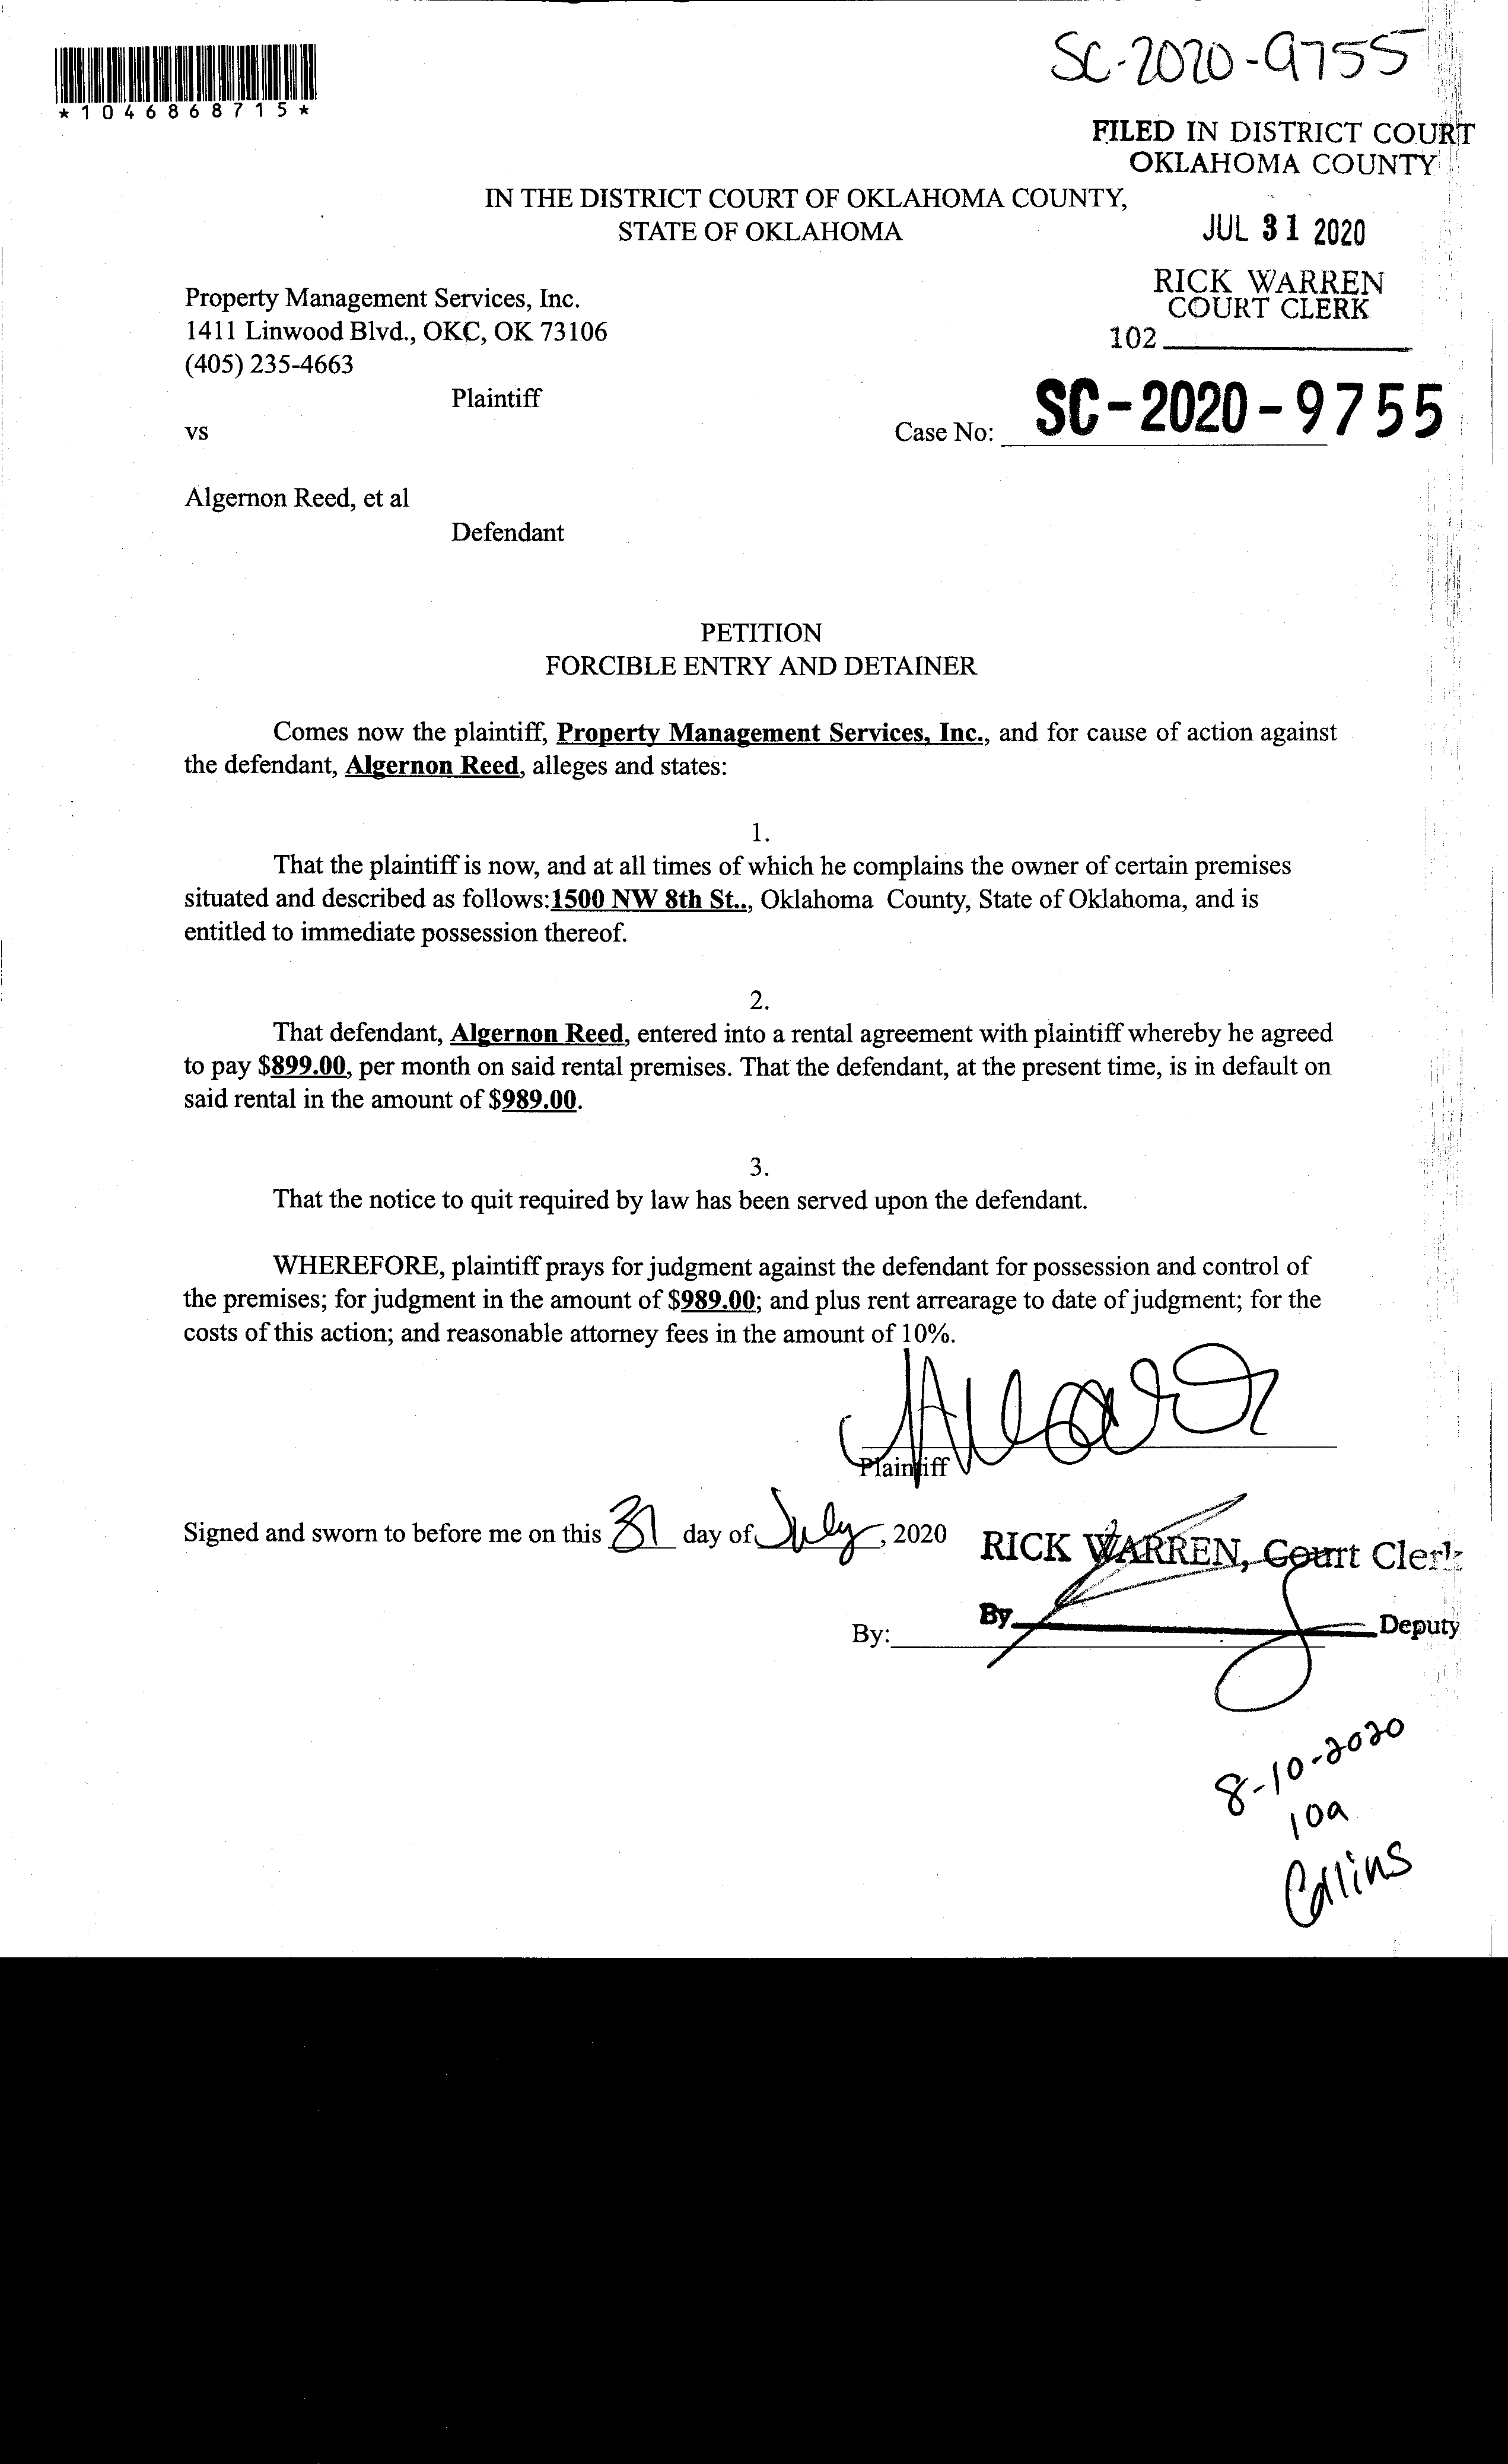 SC-2020-9755
*1046868715*
FILED IN DISTRICT COURT
OKLAHOMA COUNTY
IN THE DISTRICT COURT OF OKLAHOMA COUNTY,
STATE OF OKLAHOMA
JUL 31 2020
RICK WARREN
COURT CLERK
102
Property Management Services, Inc.
1411 Linwood Blvd., OKC, OK 73106
(405) 235-4663
Plaintiff
vs
Case No: SC-2020-9755
Algernon Reed, et al
Defendant
PETITION
FORCIBLE ENTRY AND DETAINER
Comes now the plaintiff, Property Management Services, Inc., and for cause of action against
the defendant, Algernon Reed, alleges and states:
1.
That the plaintiff is now, and at all times of which he complains the owner of certain premises
situated and described as follows:1500 NW 8th St.., Oklahoma County, State of Oklahoma, and is
entitled to immediate possession thereof.
2.
That defendant, Algernon Reed, entered into a rental agreement with plaintiff whereby he agreed
to pay $899.00, per month on said rental premises. That the defendant, at the present time, is in default on
said rental in the amount of $989.00.
3.
That the notice to quit required by law has been served upon the defendant.
WHEREFORE, plaintiff prays for judgment against the defendant for possession and control of
the premises; for judgment in the amount of $989.00; and plus rent arrearage to date of judgment; for the
costs of this action; and reasonable attorney fees in the amount of 10%.
Plaintiff
Signed and sworn to before me on this 31 day of July, 2020
RICK WARREN, Court Clerk
By Deputy
By:
8-10-2020
10a
Collins